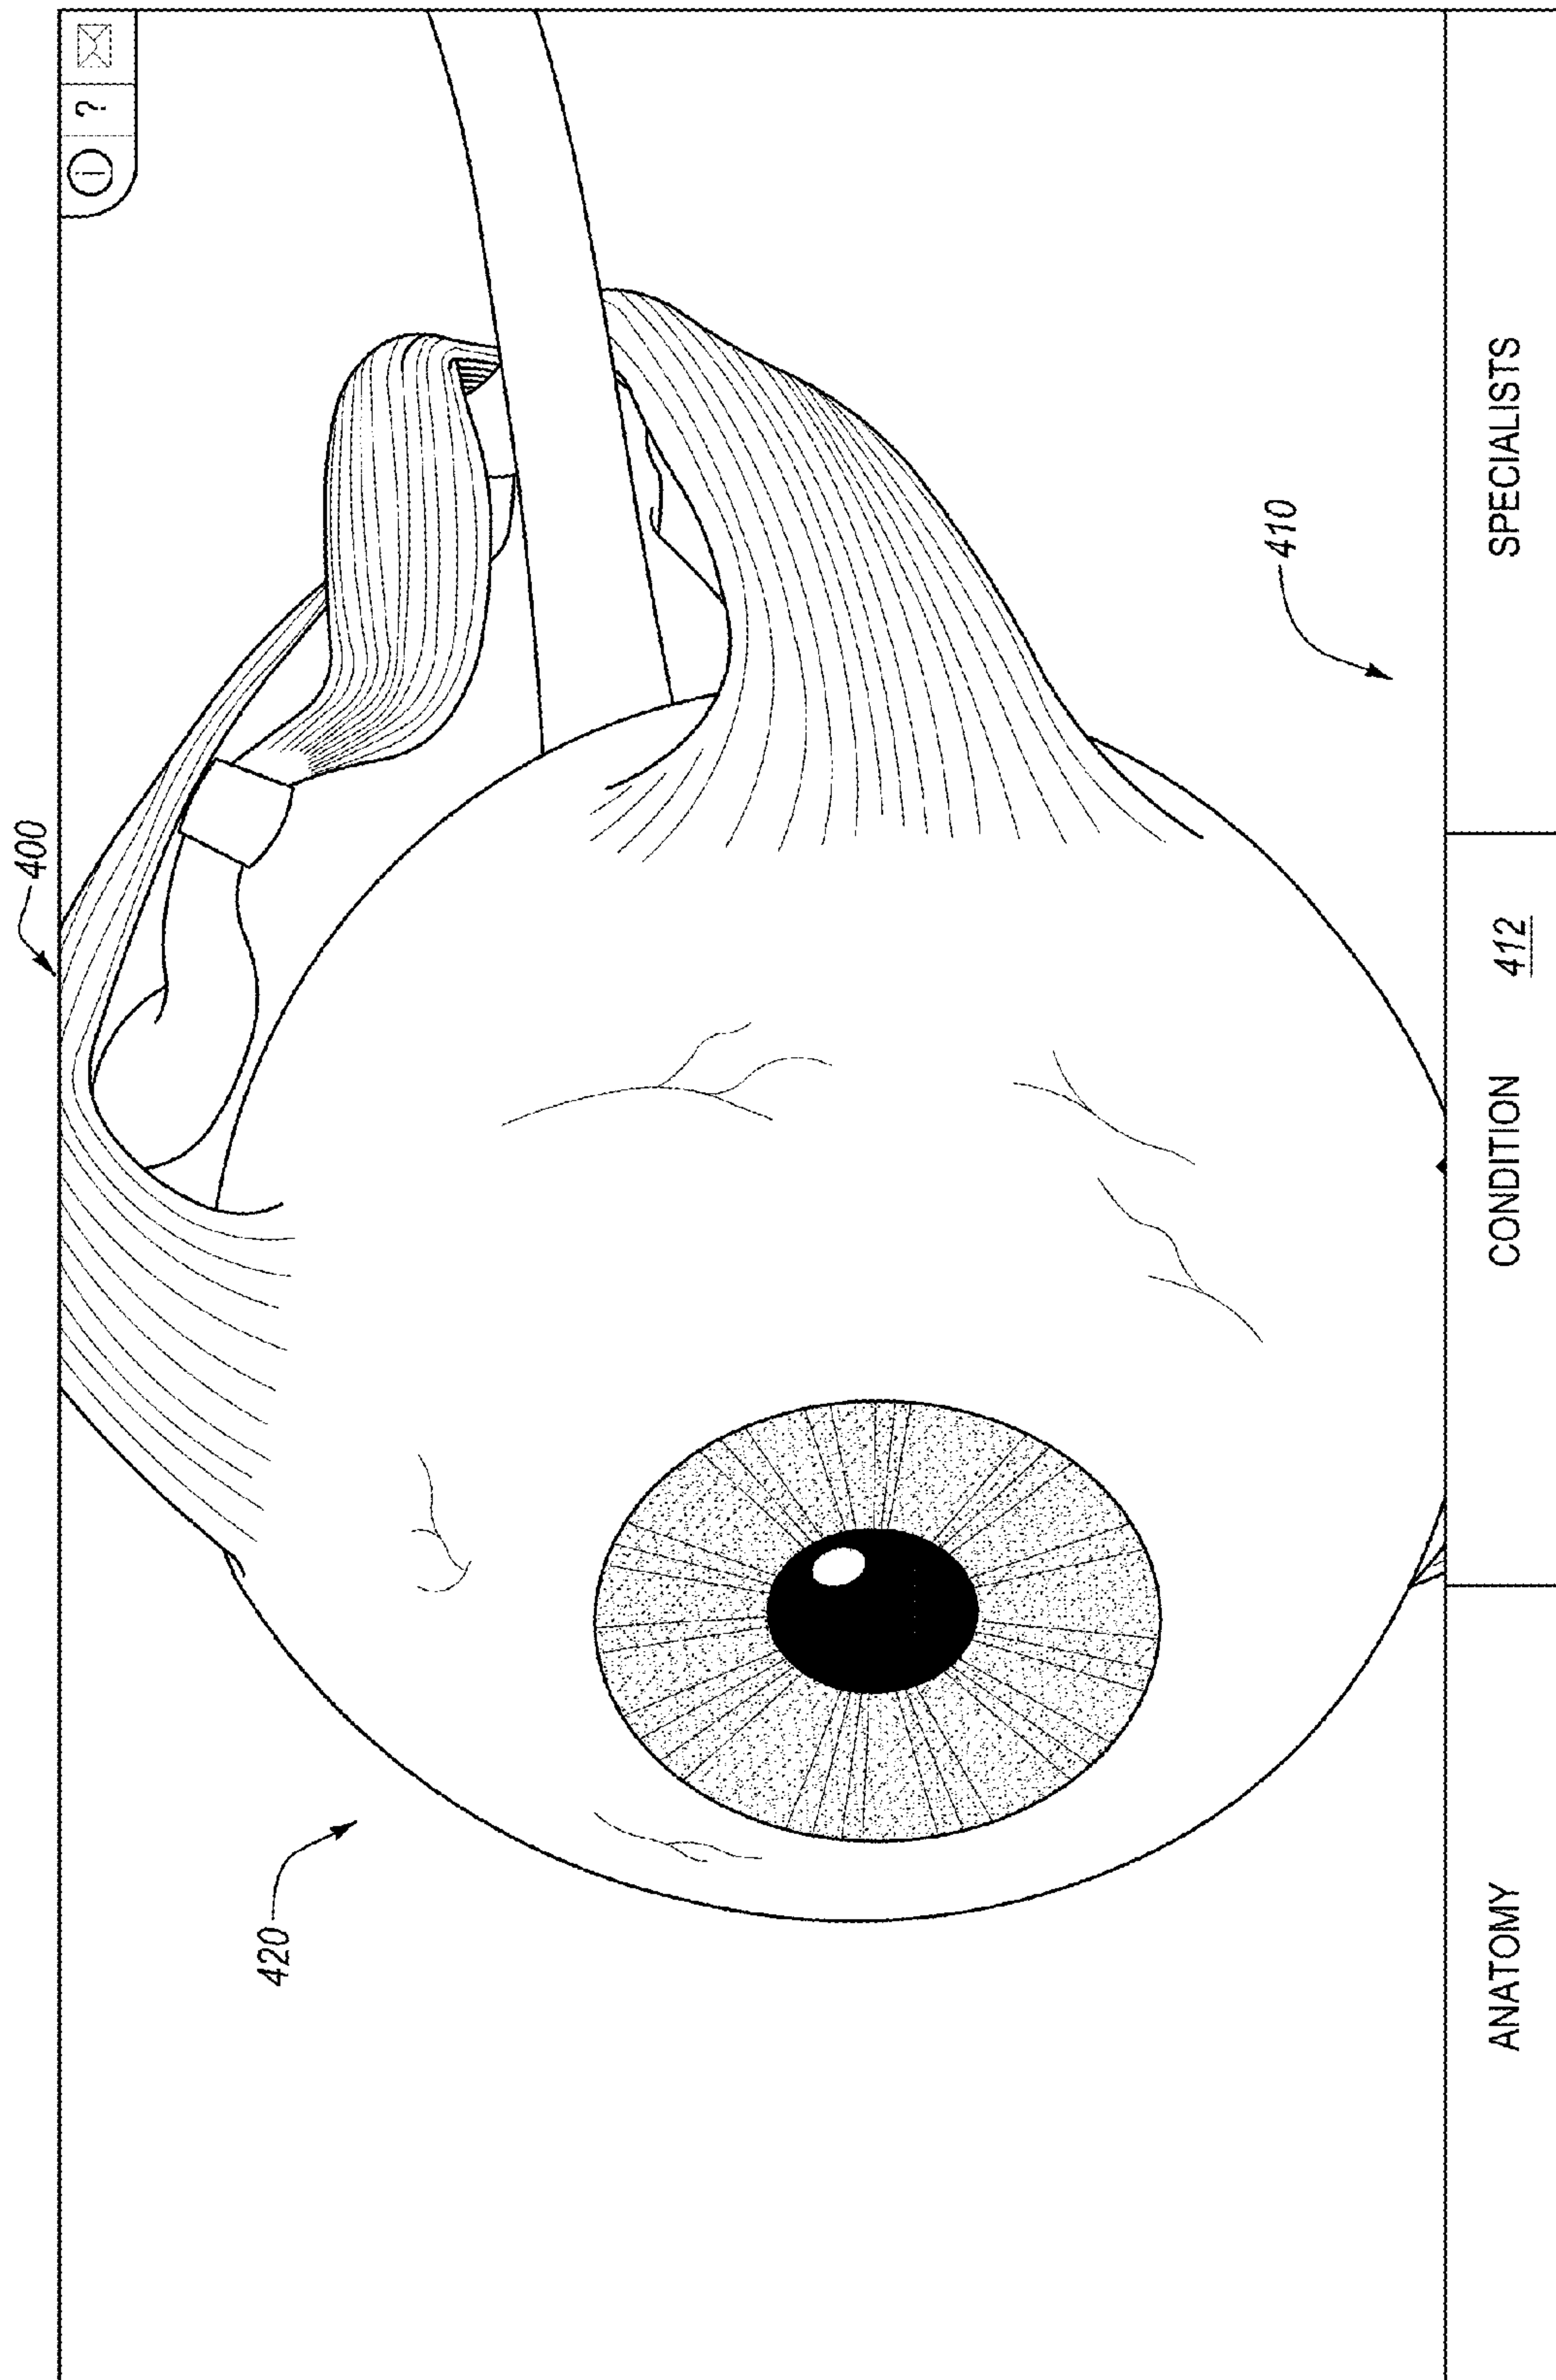 400
i ?
420
410
ANATOMY
CONDITION 412
SPECIALISTS